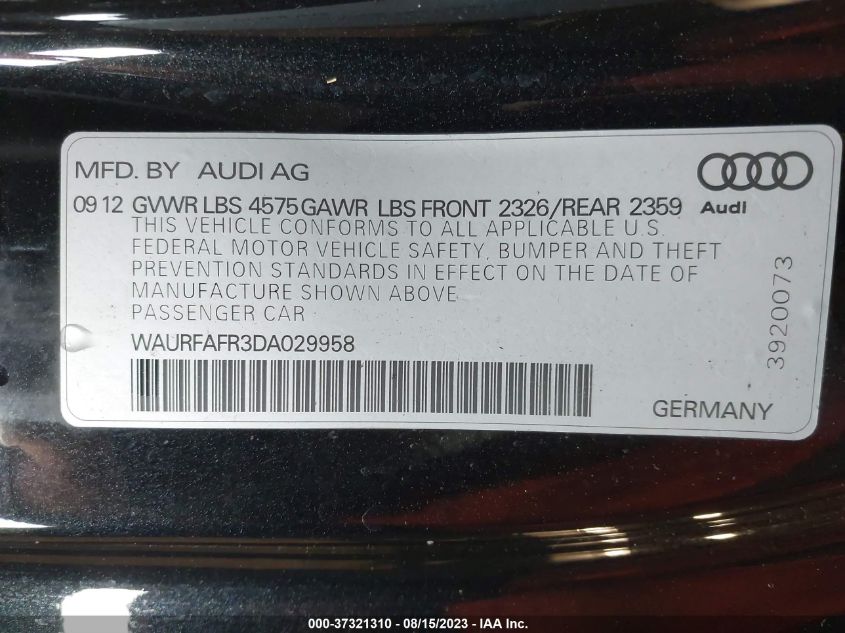 MFD. BY AUDI AG
Audi
09 12 GVWR LBS 4575 GAWR LBS FRONT 2326/REAR 2359
THIS VEHICLE CONFORMS TO ALL APPLICABLE U.S.
FEDERAL MOTOR VEHICLE SAFETY, BUMPER AND THEFT
PREVENTION STANDARDS IN EFFECT ON THE DATE OF
MANUFACTURE SHOWN ABOVE
PASSENGER CAR
WAURFAFR3DA029958
3920073
GERMANY
000-37321310 - 08/15/2023 - IAA Inc.